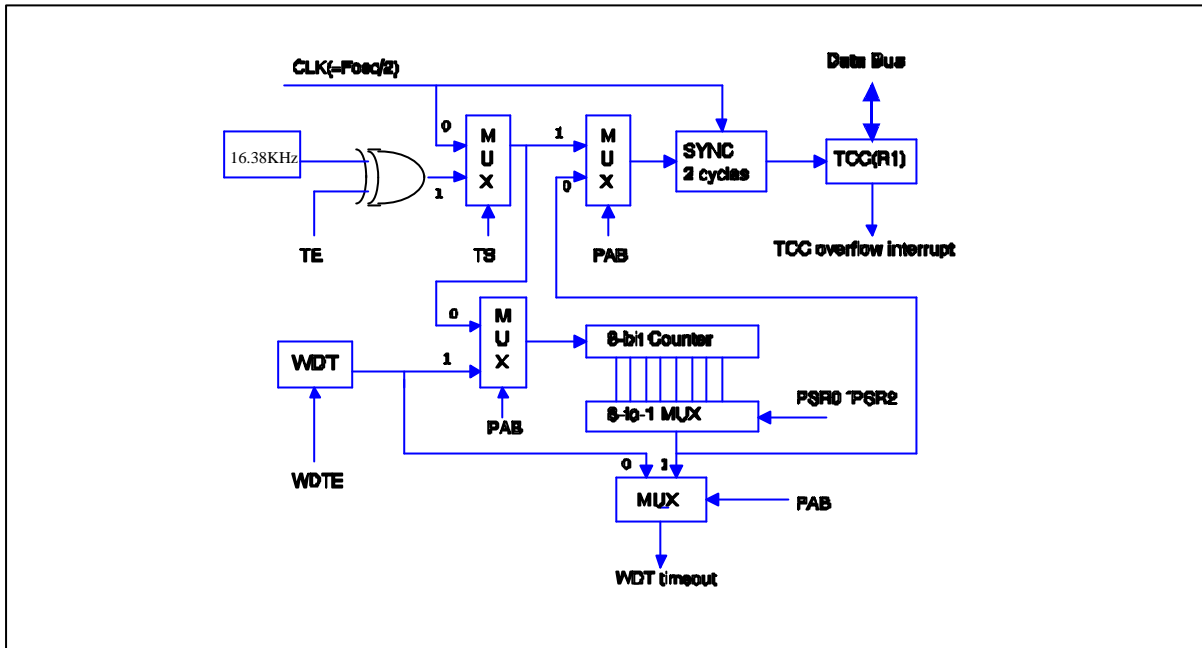 CLK(=Fosc/2)
Data Bus
0
M
U
X
1
M
U
X
SYNC
2 cycles
TCC(R1)
16.38KHz
1
0
TE
TS
PAB
TCC overflow interrupt
0
M
U
X
8-bit Counter
WDT
1
PSR0~PSR2
8-to-1 MUX
PAB
0
1
WDTE
MUX
PAB
WDT timeout